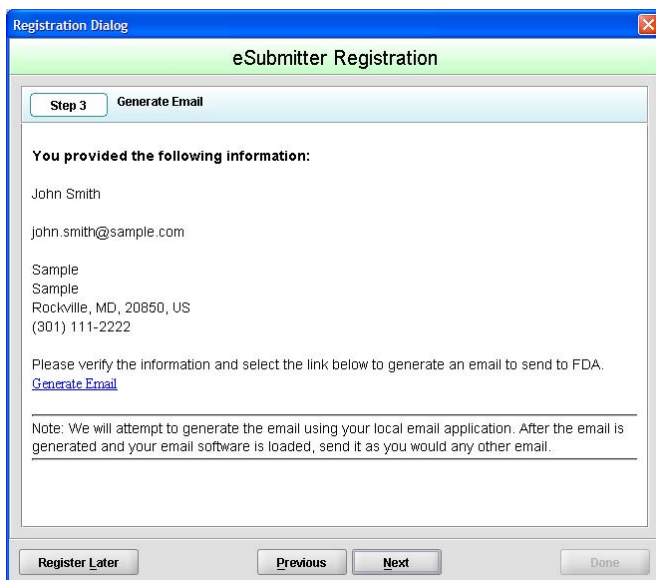 Registration Dialog
eSubmitter Registration
Step 3
Generate Email
You provided the following information:
John Smith
john.smith@sample.com
Sample
Sample
Rockville, MD, 20850, US
(301) 111-2222
Please verify the information and select the link below to generate an email to send to FDA.
Generate Email
Note: We will attempt to generate the email using your local email application. After the email is
generated and your email software is loaded, send it as you would any other email.
Register Later
Previous
Next
Done